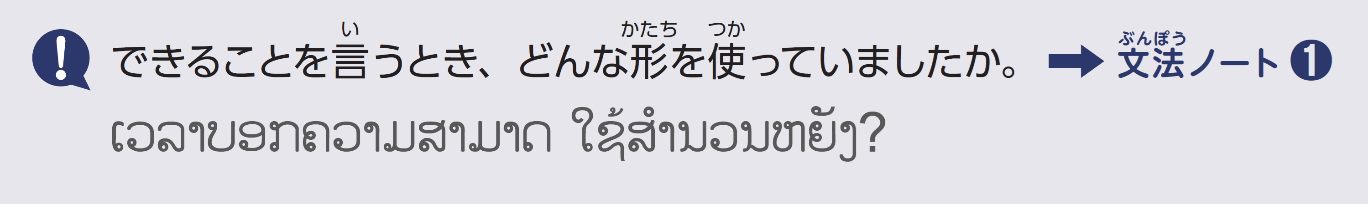 ! できることを言うとき、どんな形を使っていましたか。 ➡ 文法ノート❶
ເວລາບອກຄວາມສາມາດ ໃຊ້ສຳນວນຫຍັງ?